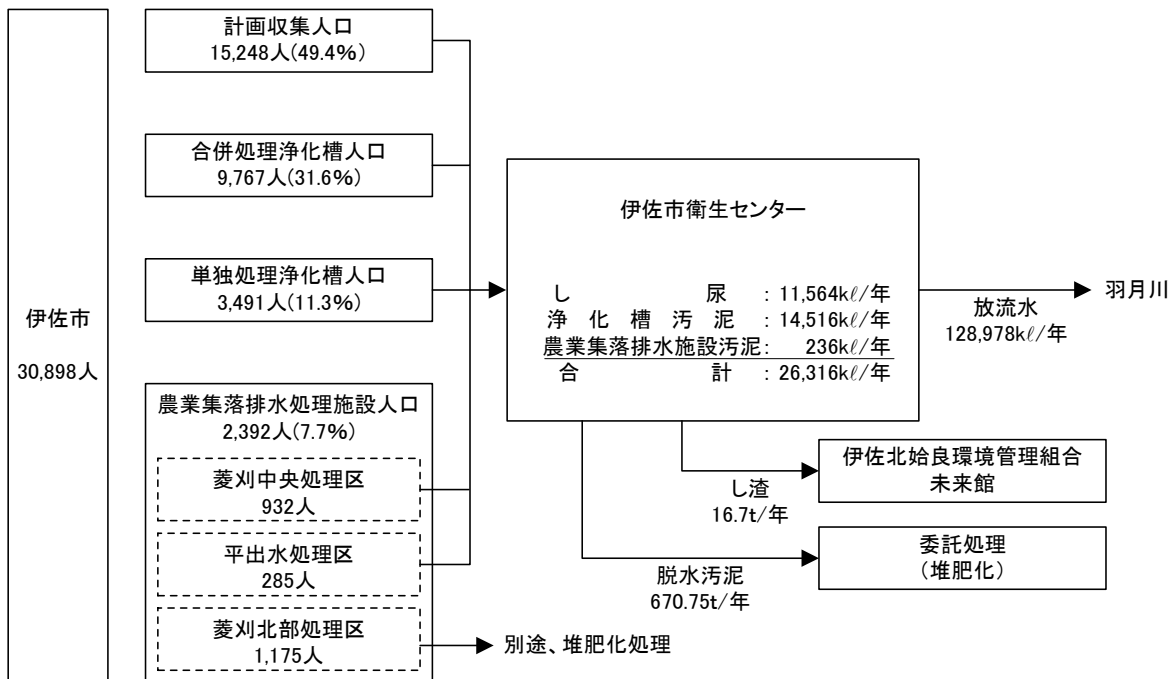 伊佐市
30,898人
計画収集人口
15,248人(49.4%)
合併処理浄化槽人口
9,767人(31.6%)
単独処理浄化槽人口
3,491人(11.3%)
農業集落排水処理施設人口
2,392人(7.7%)
菱刈中央処理区
932人
平出水処理区
285人
菱刈北部処理区
1,175人
別途、堆肥化処理
伊佐市衛生センター
し尿 : 11,564kℓ/年
浄化槽汚泥 : 14,516kℓ/年
農業集落排水施設汚泥: 236kℓ/年
合計 : 26,316kℓ/年
放流水
128,978kℓ/年
羽月川
し渣
16.7t/年
伊佐北姶良環境管理組合
未来館
脱水汚泥
670.75t/年
委託処理
(堆肥化)